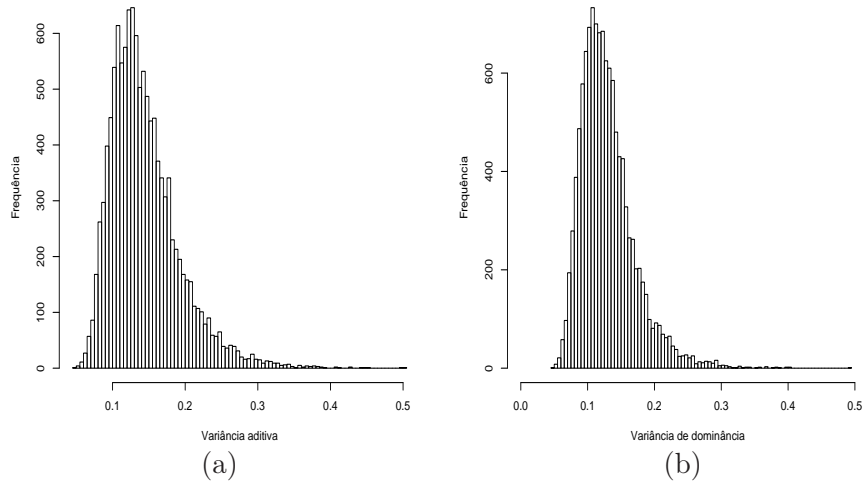 600
500
400
300
200
100
0
Frequência
0.1 0.2 0.3 0.4 0.5
Variância aditiva
(a)
600
400
200
0
Frequência
0.0 0.1 0.2 0.3 0.4 0.5
Variância de dominância
(b)